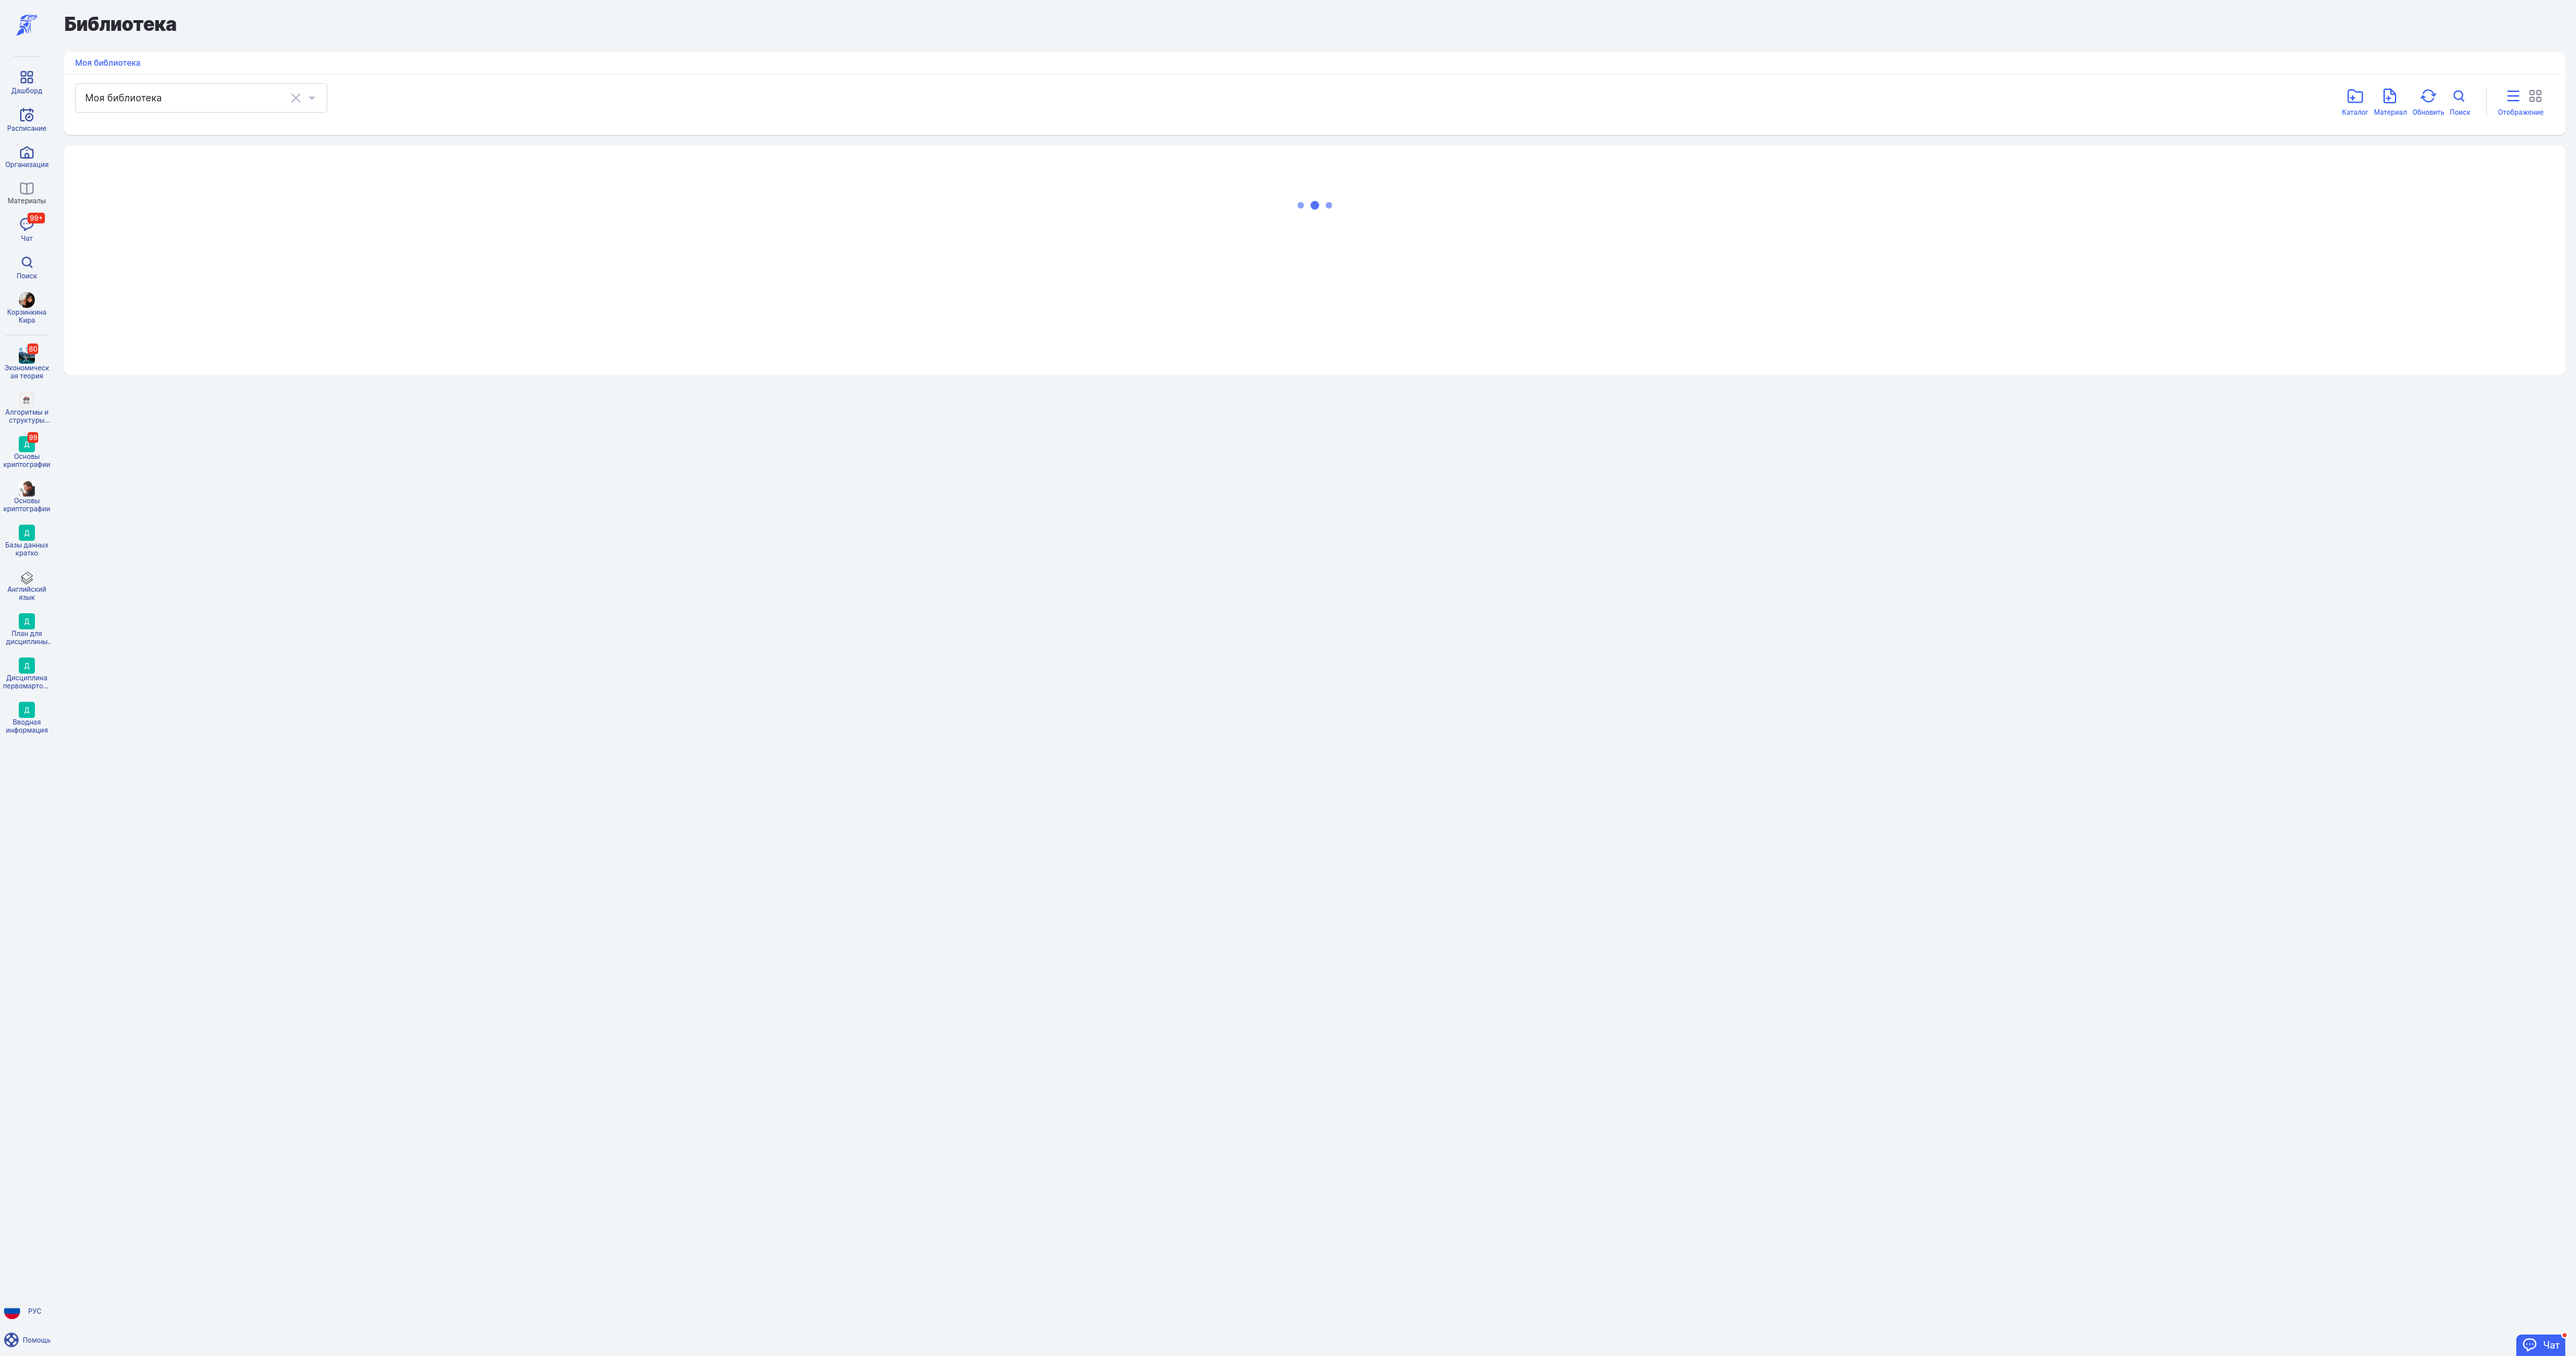 Библиотека
Моя библиотека
Моя библиотека
Каталог
Материал
Обновить
Поиск
Отображение
Дашборд
Расписание
Организация
Материалы
99+
Чат
Поиск
Корзинкина
Кира
80
Экономическ
ая теория
Алгоритмы и
структуры...
Д
99
Основы
криптографии
Основы
криптографии
Д
Базы данных
кратко
Английский
язык
Д
План для
дисциплины..
Д
Дисциплина
первомарто...
Д
Вводная
информация
РУС
Помощь
Чат